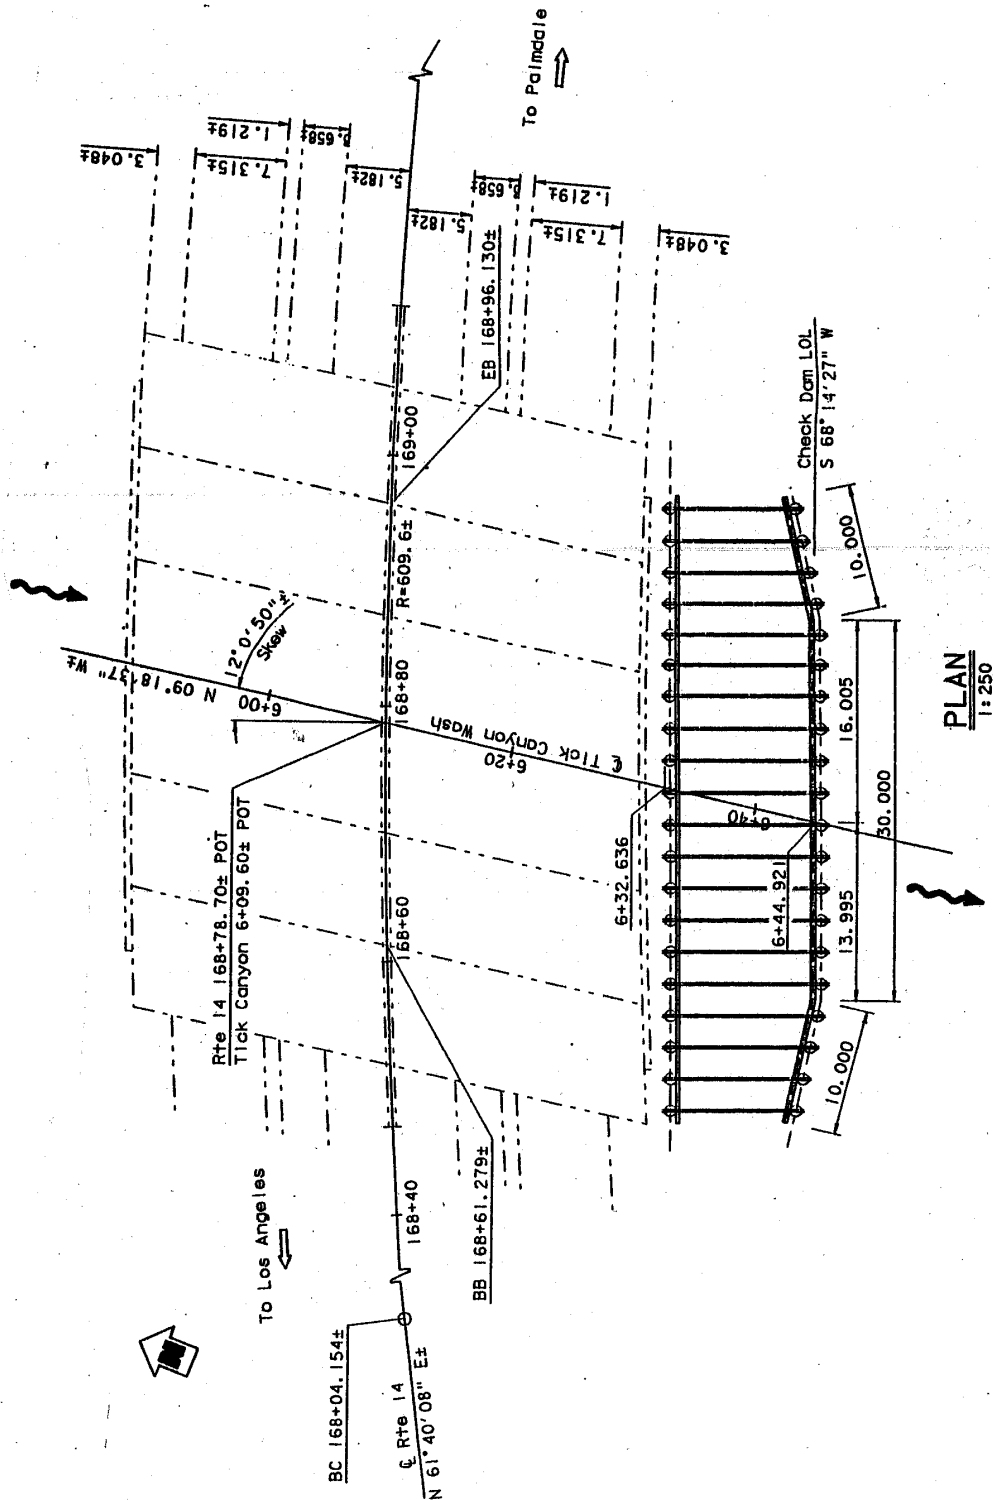 To Palmdale
3.048±
7.315±
1.219±
3.658±
5.182±
5.182±
3.658±
1.219±
7.315±
3.048±
EB 168+96.130±
169+00
R=609.6±
N 09°18'37" W±
12° 0'50"±
Skew
6+00
168+80
Rte 14 168+78.70± POT
Tick Canyon 6+09.60± POT
℄ Tick Canyon Wash
6+20
168+60
6+32.636
6+40
6+44.921
Check Dam LOL
S 68°14'27" W
10.000
16.005
30.000
13.995
10.000
To Los Angeles
168+40
BB 168+61.279±
BC 168+04.154±
℄ Rte 14
N 61°40'08" E±
PLAN
1:250